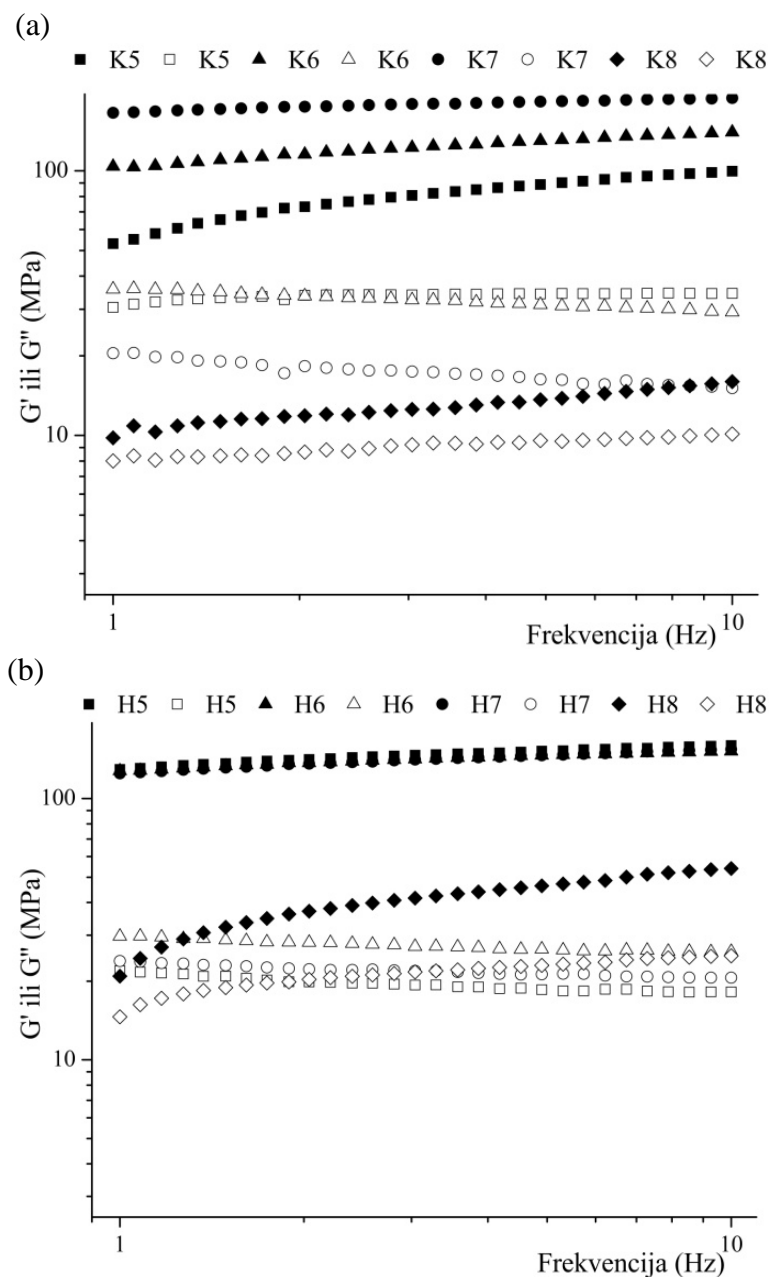 (a)
■ K5 □ K5 ▲ K6 △ K6 ● K7 ○ K7 ◆ K8 ◇ K8
100
10
G' ili G" (MPa)
1
10
Frekvencija (Hz)
(b)
■ H5 □ H5 ▲ H6 △ H6 ● H7 ○ H7 ◆ H8 ◇ H8
100
10
G' ili G" (MPa)
1
10
Frekvencija (Hz)